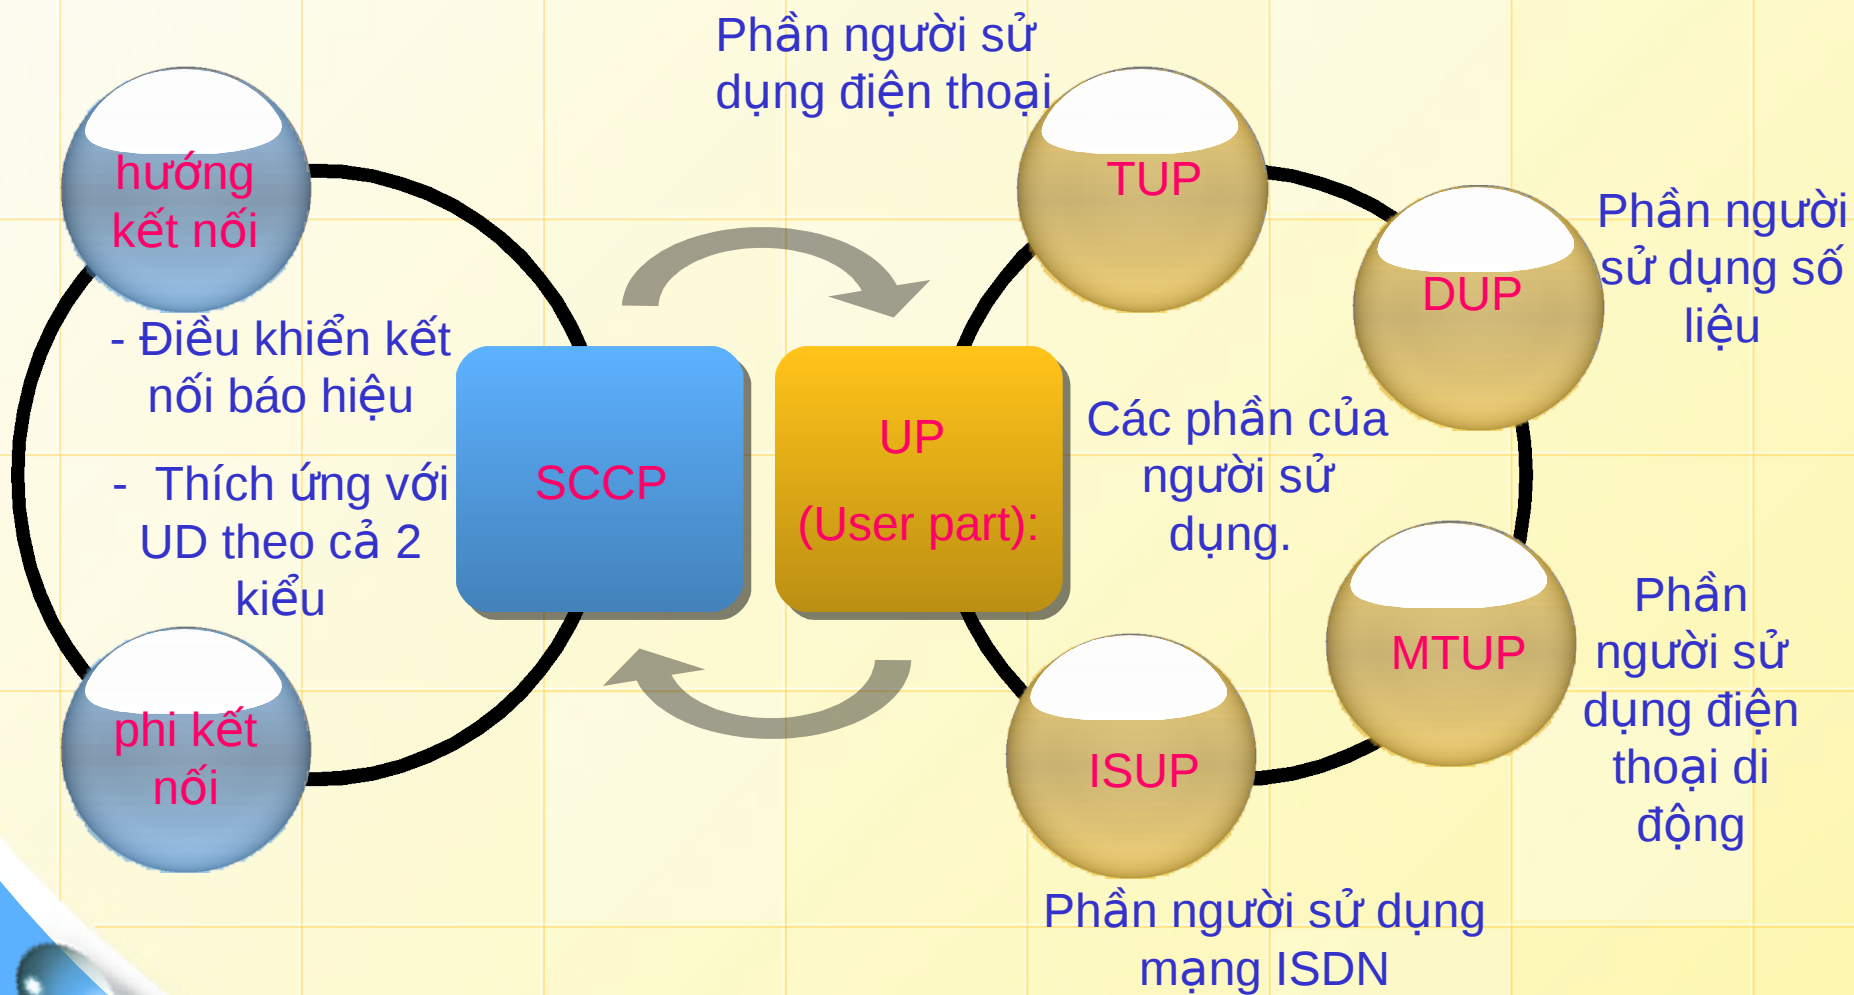 Phần người sử
dụng điện thoại
hướng
kết nối
- Điều khiển kết
nối báo hiệu
- Thích ứng với
UD theo cả 2
kiểu
phi kết
nối
SCCP
UP
(User part):
Các phần của
người sử
dụng.
TUP
DUP
Phần người
sử dụng số
liệu
MTUP
Phần
người sử
dụng điện
thoại di
động
ISUP
Phần người sử dụng
mạng ISDN